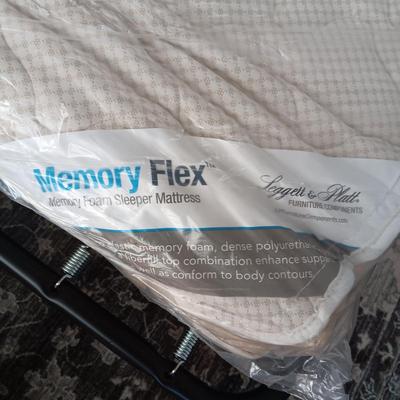 Memory Flex™
Memory Foam Sleeper Mattress
Leggett & Platt
FURNITURE COMPONENTS
memory foam, dense polyuretha
top combination enhance supp
well as conform to body contours.